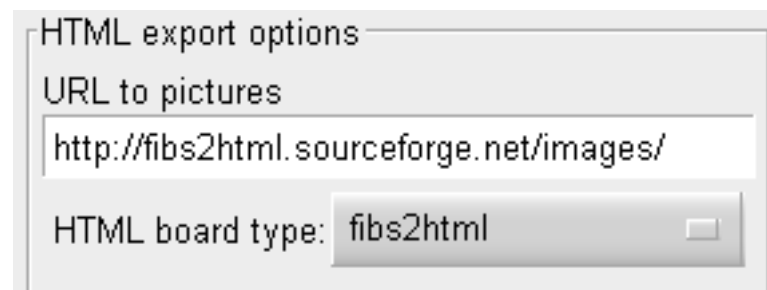 HTML export options
URL to pictures
http://fibs2html.sourceforge.net/images/
HTML board type: fibs2html